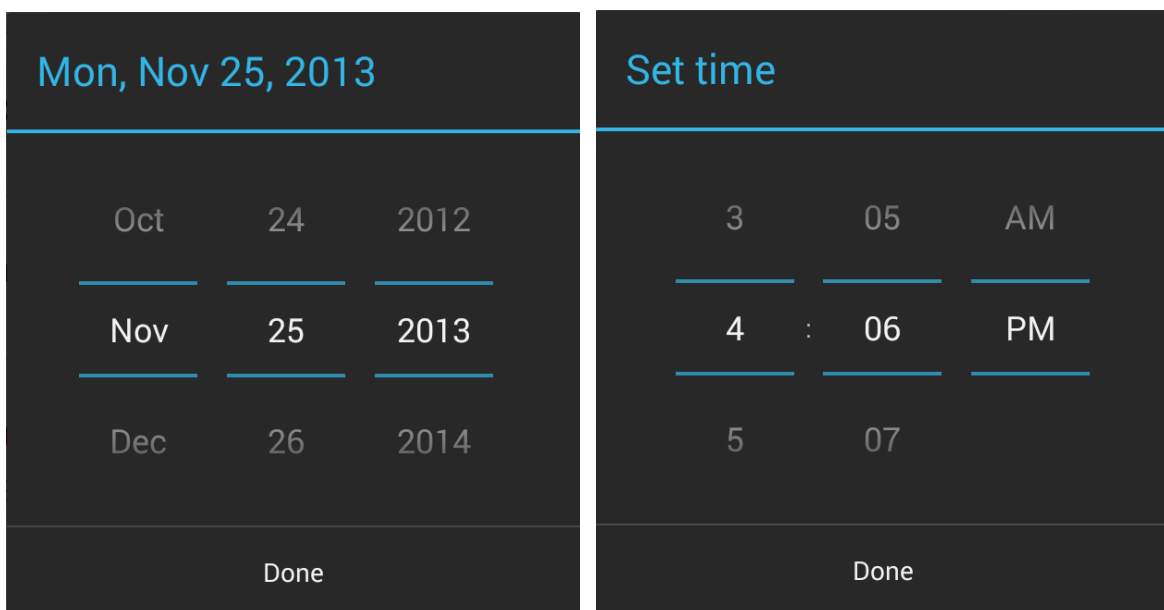 Mon, Nov 25, 2013
Oct 24 2012
Nov 25 2013
Dec 26 2014
Done
Set time
3 05 AM
4 : 06 PM
5 07
Done